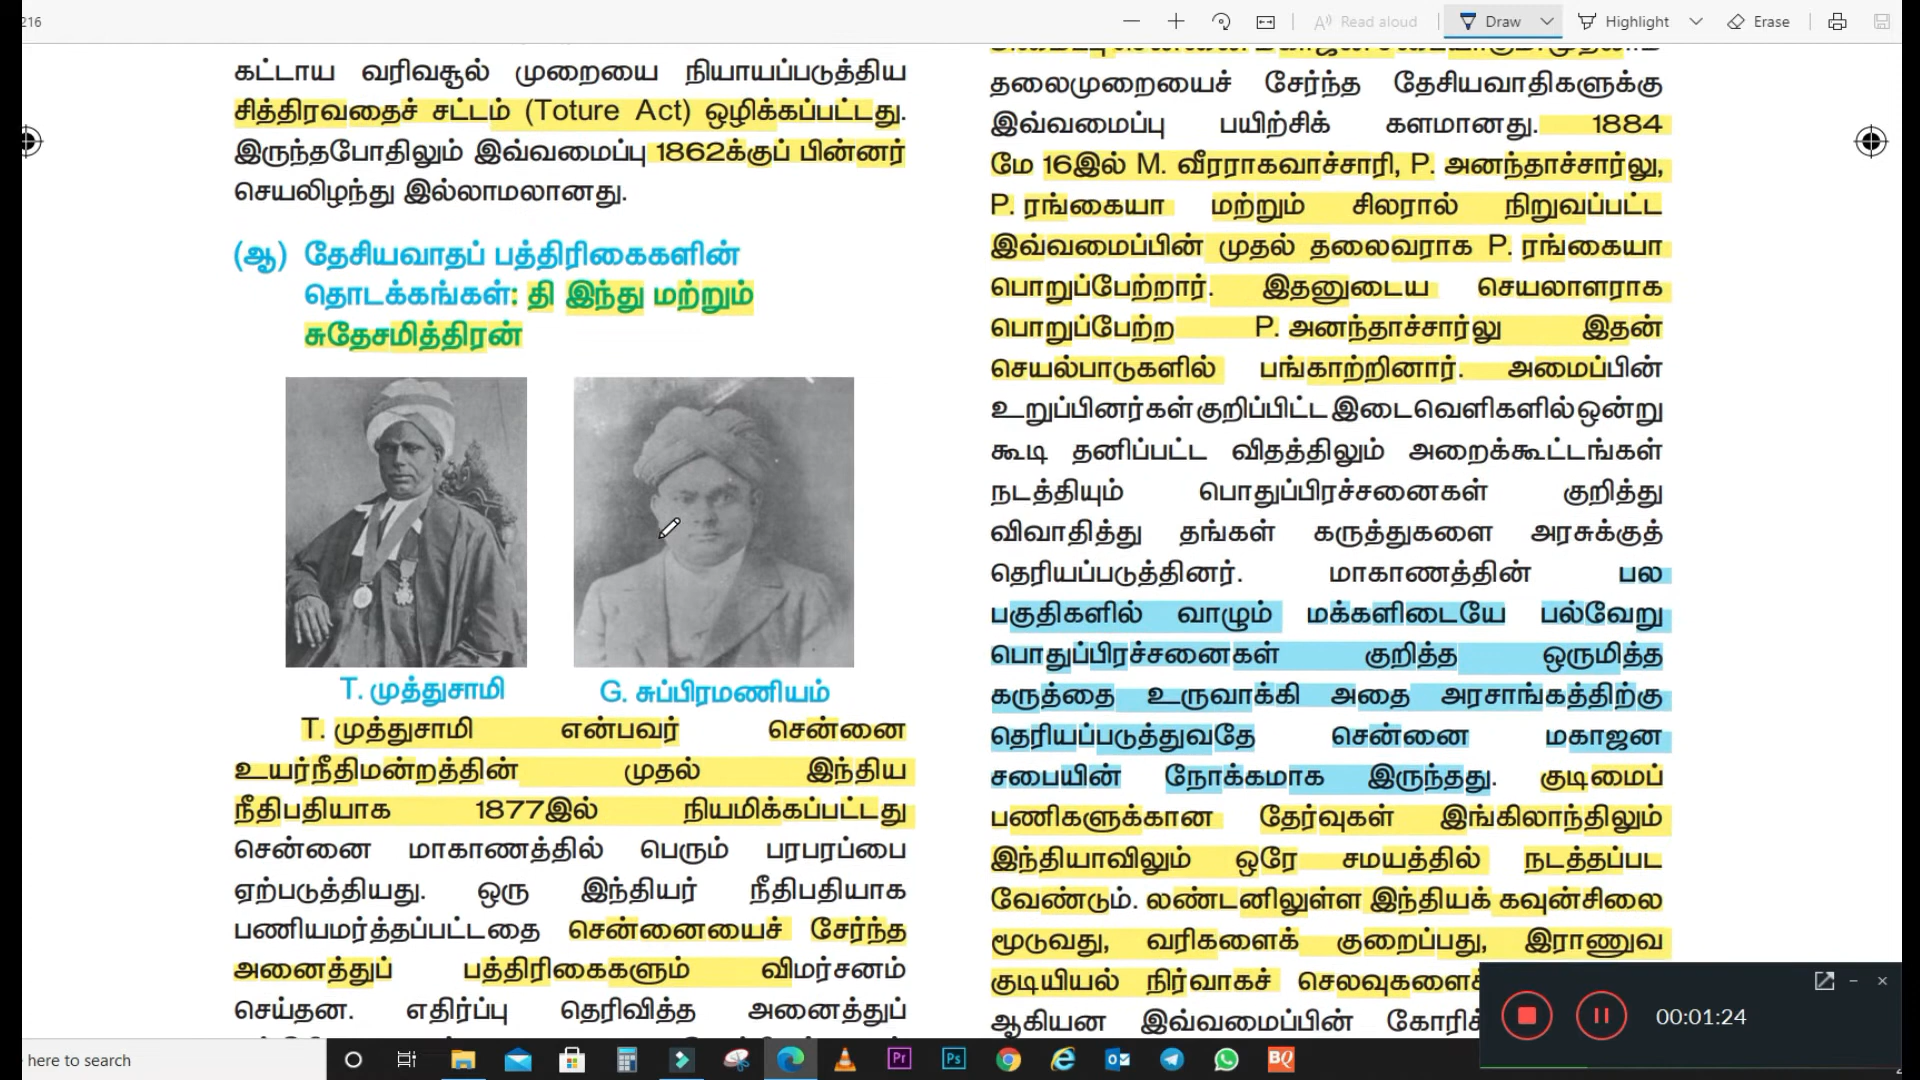 216
Read aloud
Draw
Highlight
Erase
கட்டாய வரிவசூல் முறையை நியாயப்படுத்திய
சித்திரவதைச் சட்டம் (Toture Act) ஒழிக்கப்பட்டது.
இருந்தபோதிலும் இவ்வமைப்பு 1862க்குப் பின்னர்
செயலிழந்து இல்லாமலானது.
(ஆ) தேசியவாதப் பத்திரிகைகளின்
தொடக்கங்கள்: தி இந்து மற்றும்
சுதேசமித்திரன்
T. முத்துசாமி
G. சுப்பிரமணியம்
T. முத்துசாமி என்பவர் சென்னை
உயர்நீதிமன்றத்தின் முதல் இந்திய
நீதிபதியாக 1877இல் நியமிக்கப்பட்டது
சென்னை மாகாணத்தில் பெரும் பரபரப்பை
ஏற்படுத்தியது. ஒரு இந்தியர் நீதிபதியாக
பணியமர்த்தப்பட்டதை சென்னையைச் சேர்ந்த
அனைத்துப் பத்திரிகைகளும் விமர்சனம்
செய்தன. எதிர்ப்பு தெரிவித்த அனைத்துப்
தலைமுறையைச் சேர்ந்த தேசியவாதிகளுக்கு
இவ்வமைப்பு பயிற்சிக் களமானது. 1884
மே 16இல் M. வீரராகவாச்சாரி, P. அனந்தாச்சார்லு,
P. ரங்கையா மற்றும் சிலரால் நிறுவப்பட்ட
இவ்வமைப்பின் முதல் தலைவராக P. ரங்கையா
பொறுப்பேற்றார். இதனுடைய செயலாளராக
பொறுப்பேற்ற P. அனந்தாச்சார்லு இதன்
செயல்பாடுகளில் பங்காற்றினார். அமைப்பின்
உறுப்பினர்கள் குறிப்பிட்ட இடைவெளிகளில் ஒன்று
கூடி தனிப்பட்ட விதத்திலும் அறைக்கூட்டங்கள்
நடத்தியும் பொதுப்பிரச்சனைகள் குறித்து
விவாதித்து தங்கள் கருத்துகளை அரசுக்குத்
தெரியப்படுத்தினர். மாகாணத்தின் பல
பகுதிகளில் வாழும் மக்களிடையே பல்வேறு
பொதுப்பிரச்சனைகள் குறித்த ஒருமித்த
கருத்தை உருவாக்கி அதை அரசாங்கத்திற்கு
தெரியப்படுத்துவதே சென்னை மகாஜன
சபையின் நோக்கமாக இருந்தது. குடிமைப்
பணிகளுக்கான தேர்வுகள் இங்கிலாந்திலும்
இந்தியாவிலும் ஒரே சமயத்தில் நடத்தப்பட
வேண்டும். லண்டனிலுள்ள இந்தியக் கவுன்சிலை
மூடுவது, வரிகளைக் குறைப்பது, இராணுவ
குடியியல் நிர்வாகச் செலவுகளைக்
ஆகியன இவ்வமைப்பின்
00:01:24
here to search
Pr
Ps
BQ